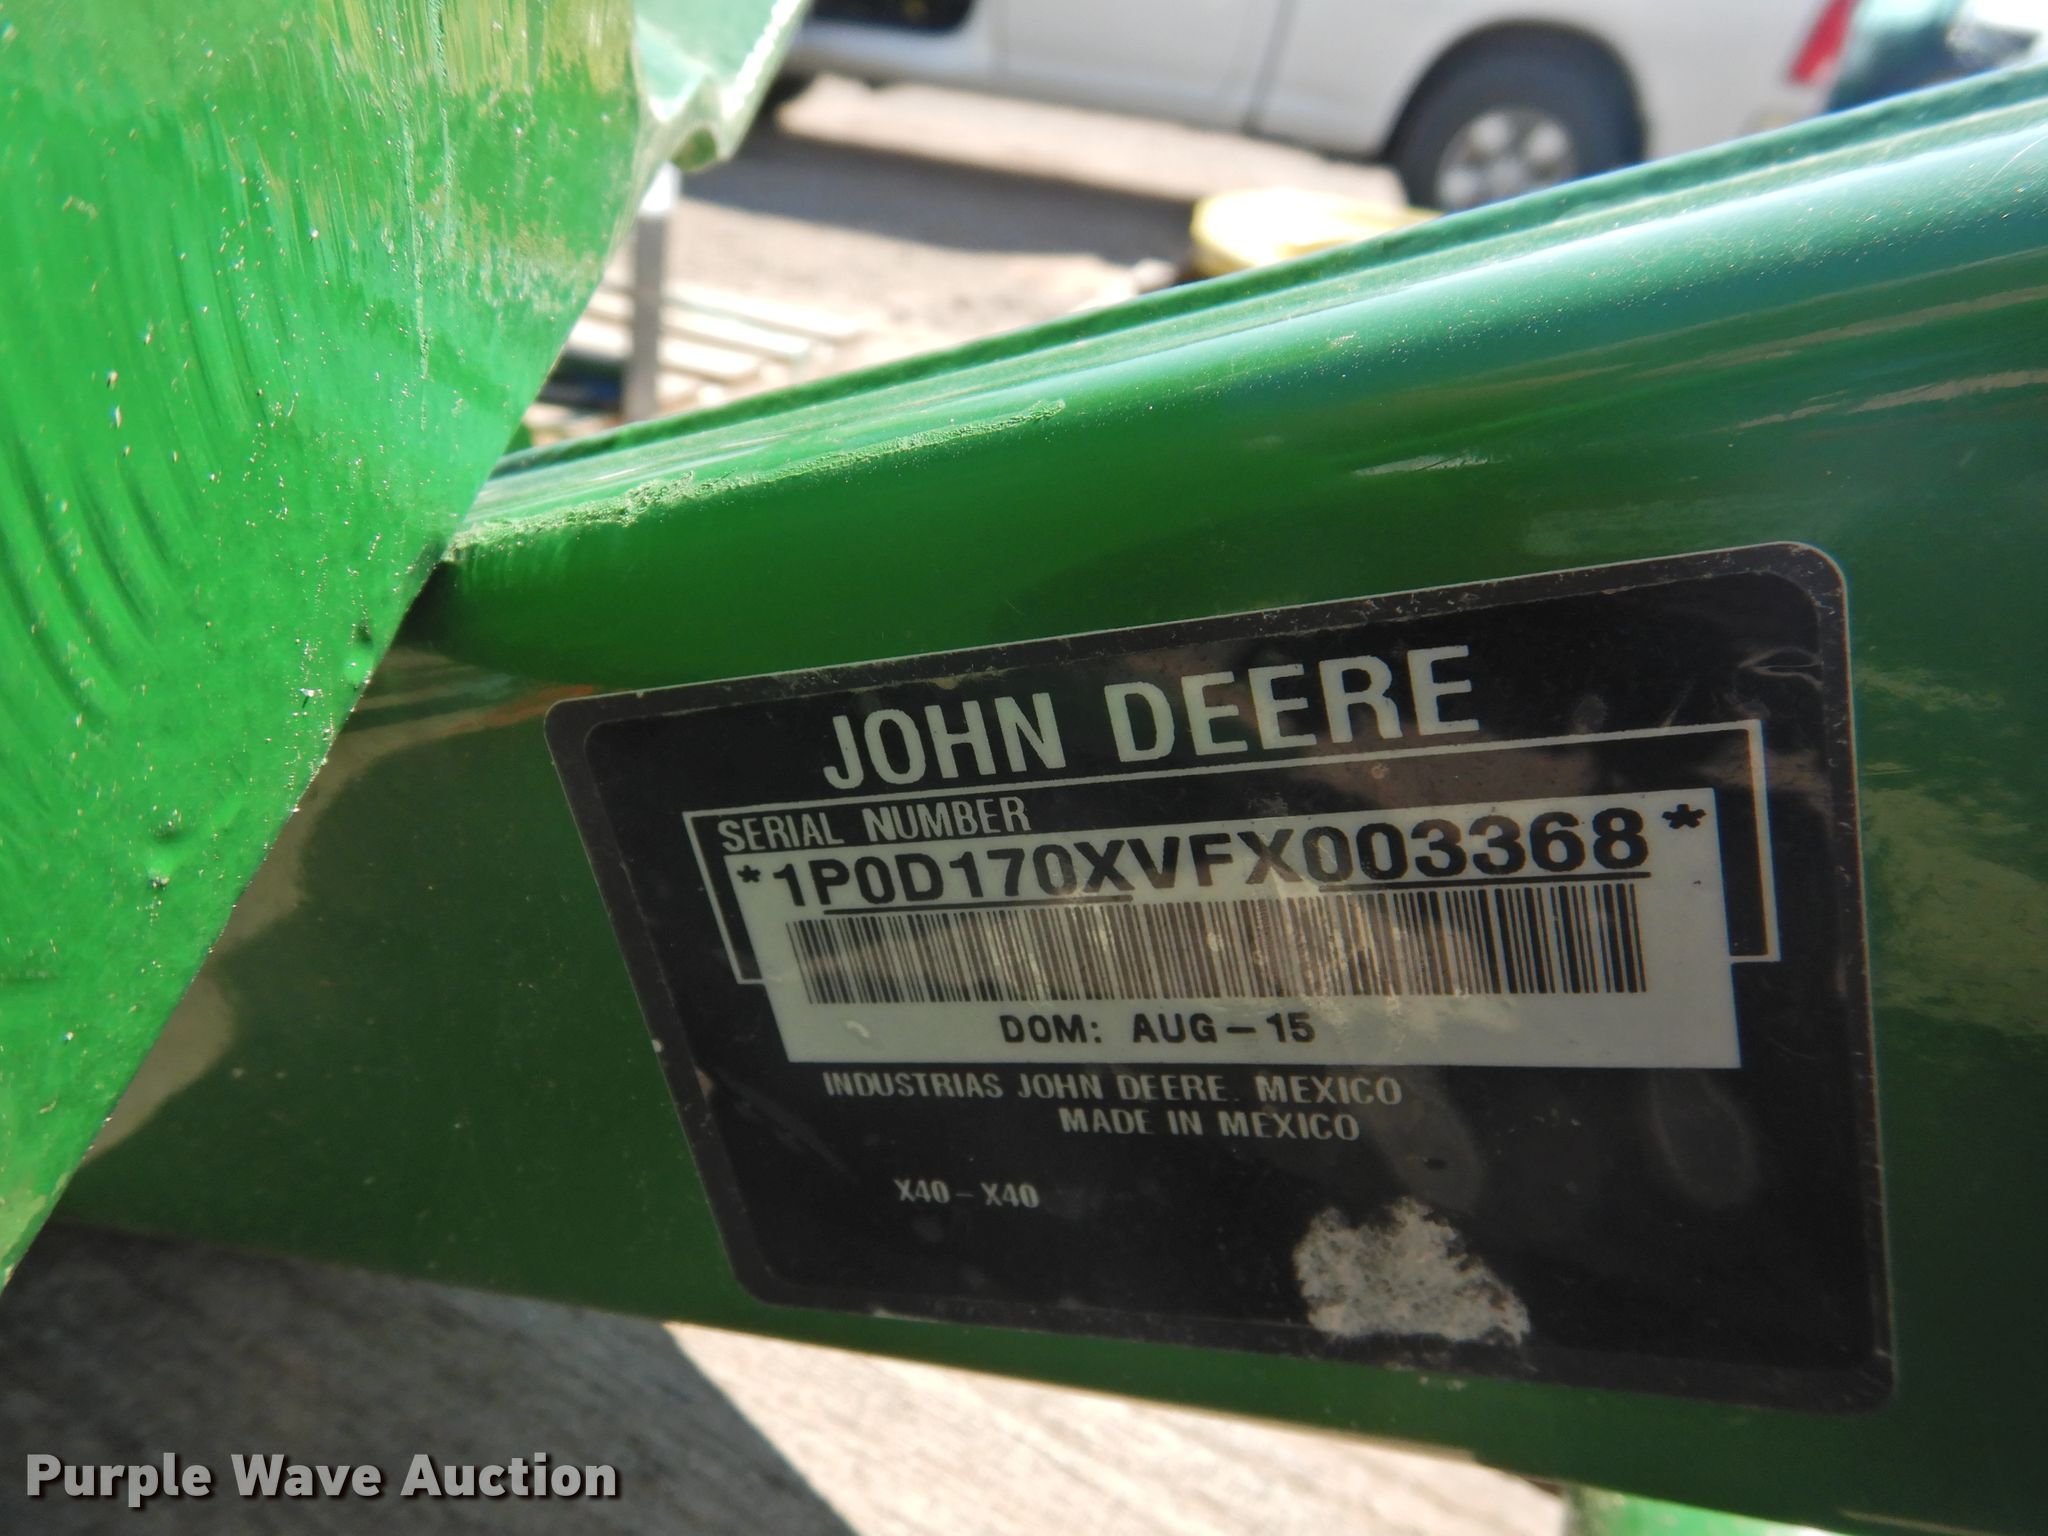 JOHN DEERE
SERIAL NUMBER
*1P0D170XVFX003368*
DOM: AUG-15
INDUSTRIAS JOHN DEERE. MEXICO
MADE IN MEXICO
X40-X40
Purple Wave Auction